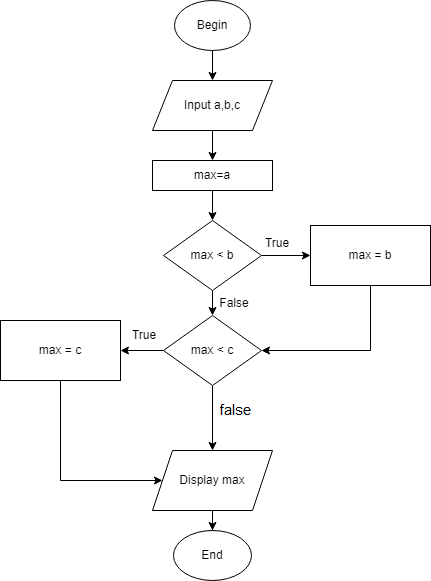 Begin
Input a,b,c
max=a
max < b
True
max = b
False
max < c
True
max = c
false
Display max
End